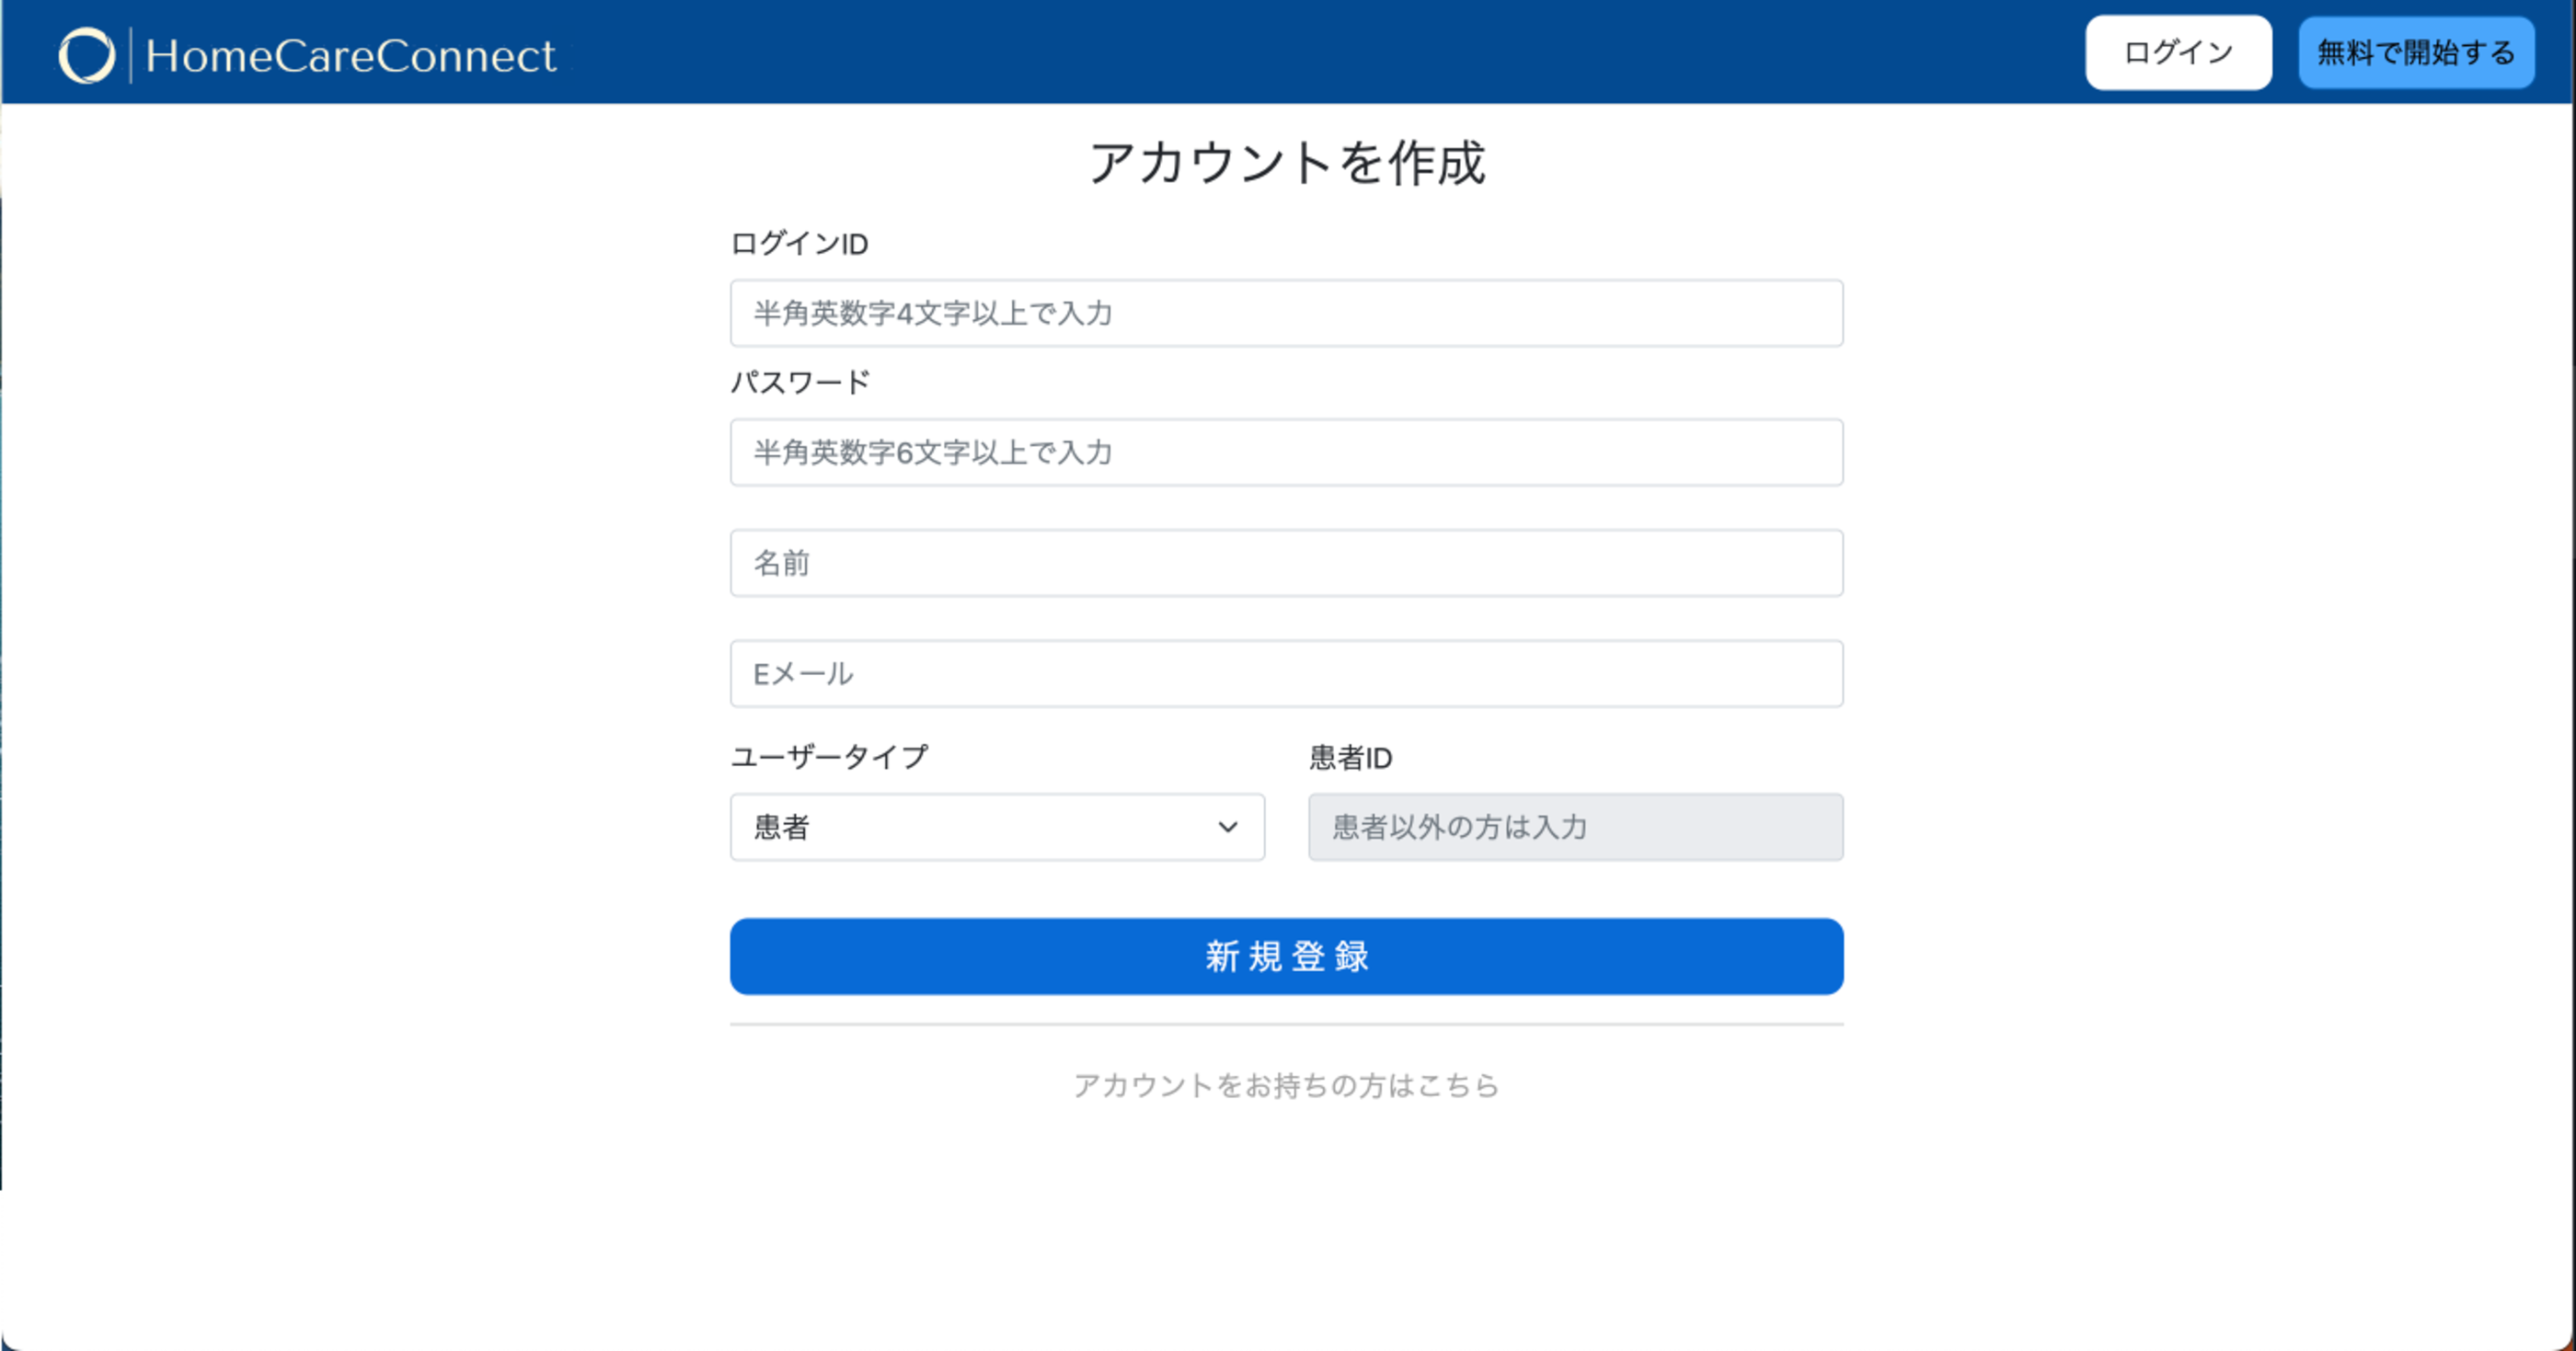 HomeCareConnect
ログイン
無料で開始する
アカウントを作成
ログインID
半角英数字4文字以上で入力
パスワード
半角英数字6文字以上で入力
名前
Eメール
ユーザータイプ
患者
患者ID
患者以外の方は入力
新規登録
アカウントをお持ちの方はこちら